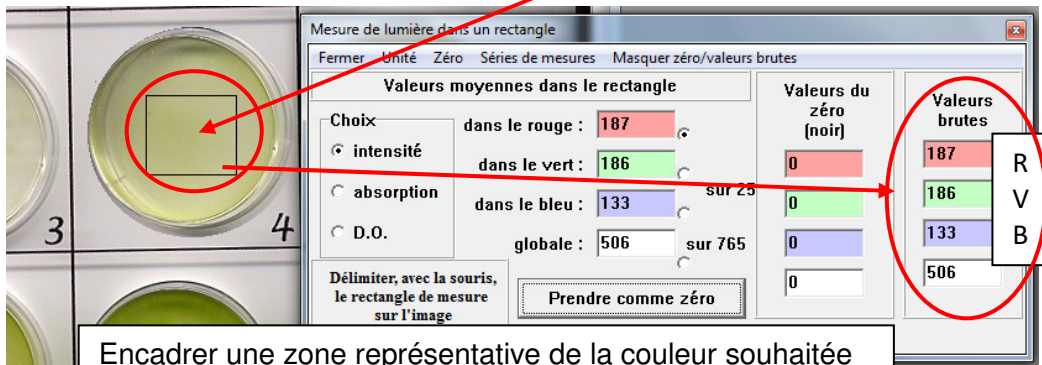 Mesure de lumière dans un rectangle
Fermer Unité Zéro Séries de mesures Masquer zéro/valeurs brutes
Valeurs moyennes dans le rectangle
Choix
intensité
absorption
D.O.
dans le rouge : 187
dans le vert : 186
sur 25
dans le bleu : 133
globale : 506 sur 765
Délimiter, avec la souris,
le rectangle de mesure
sur l'image
Prendre comme zéro
Valeurs du
zéro
(noir)
0
0
0
0
Valeurs
brutes
187 R
186 V
133 B
506
3
4
Encadrer une zone représentative de la couleur souhaitée